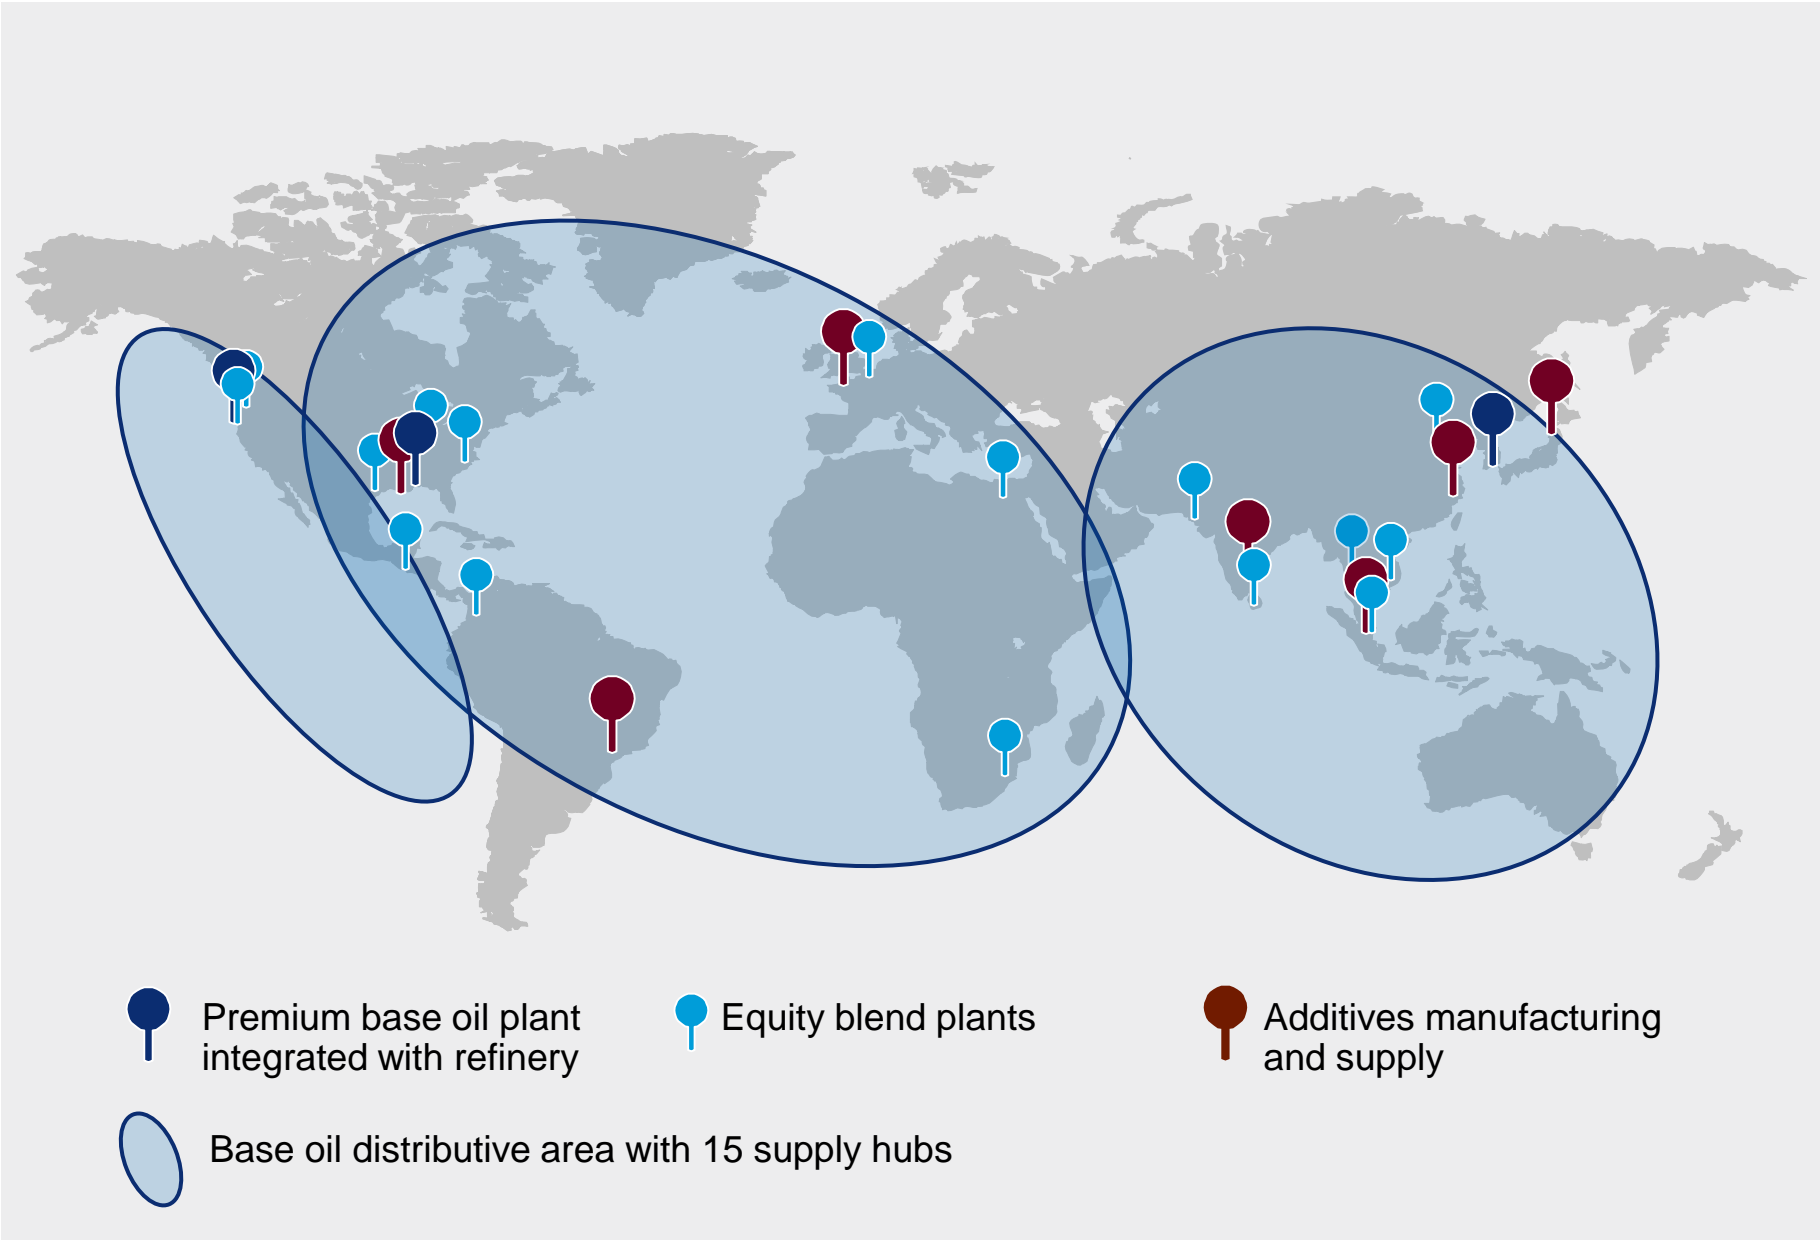 Premium base oil plant
integrated with refinery
Equity blend plants
Additives manufacturing
and supply
Base oil distributive area with 15 supply hubs